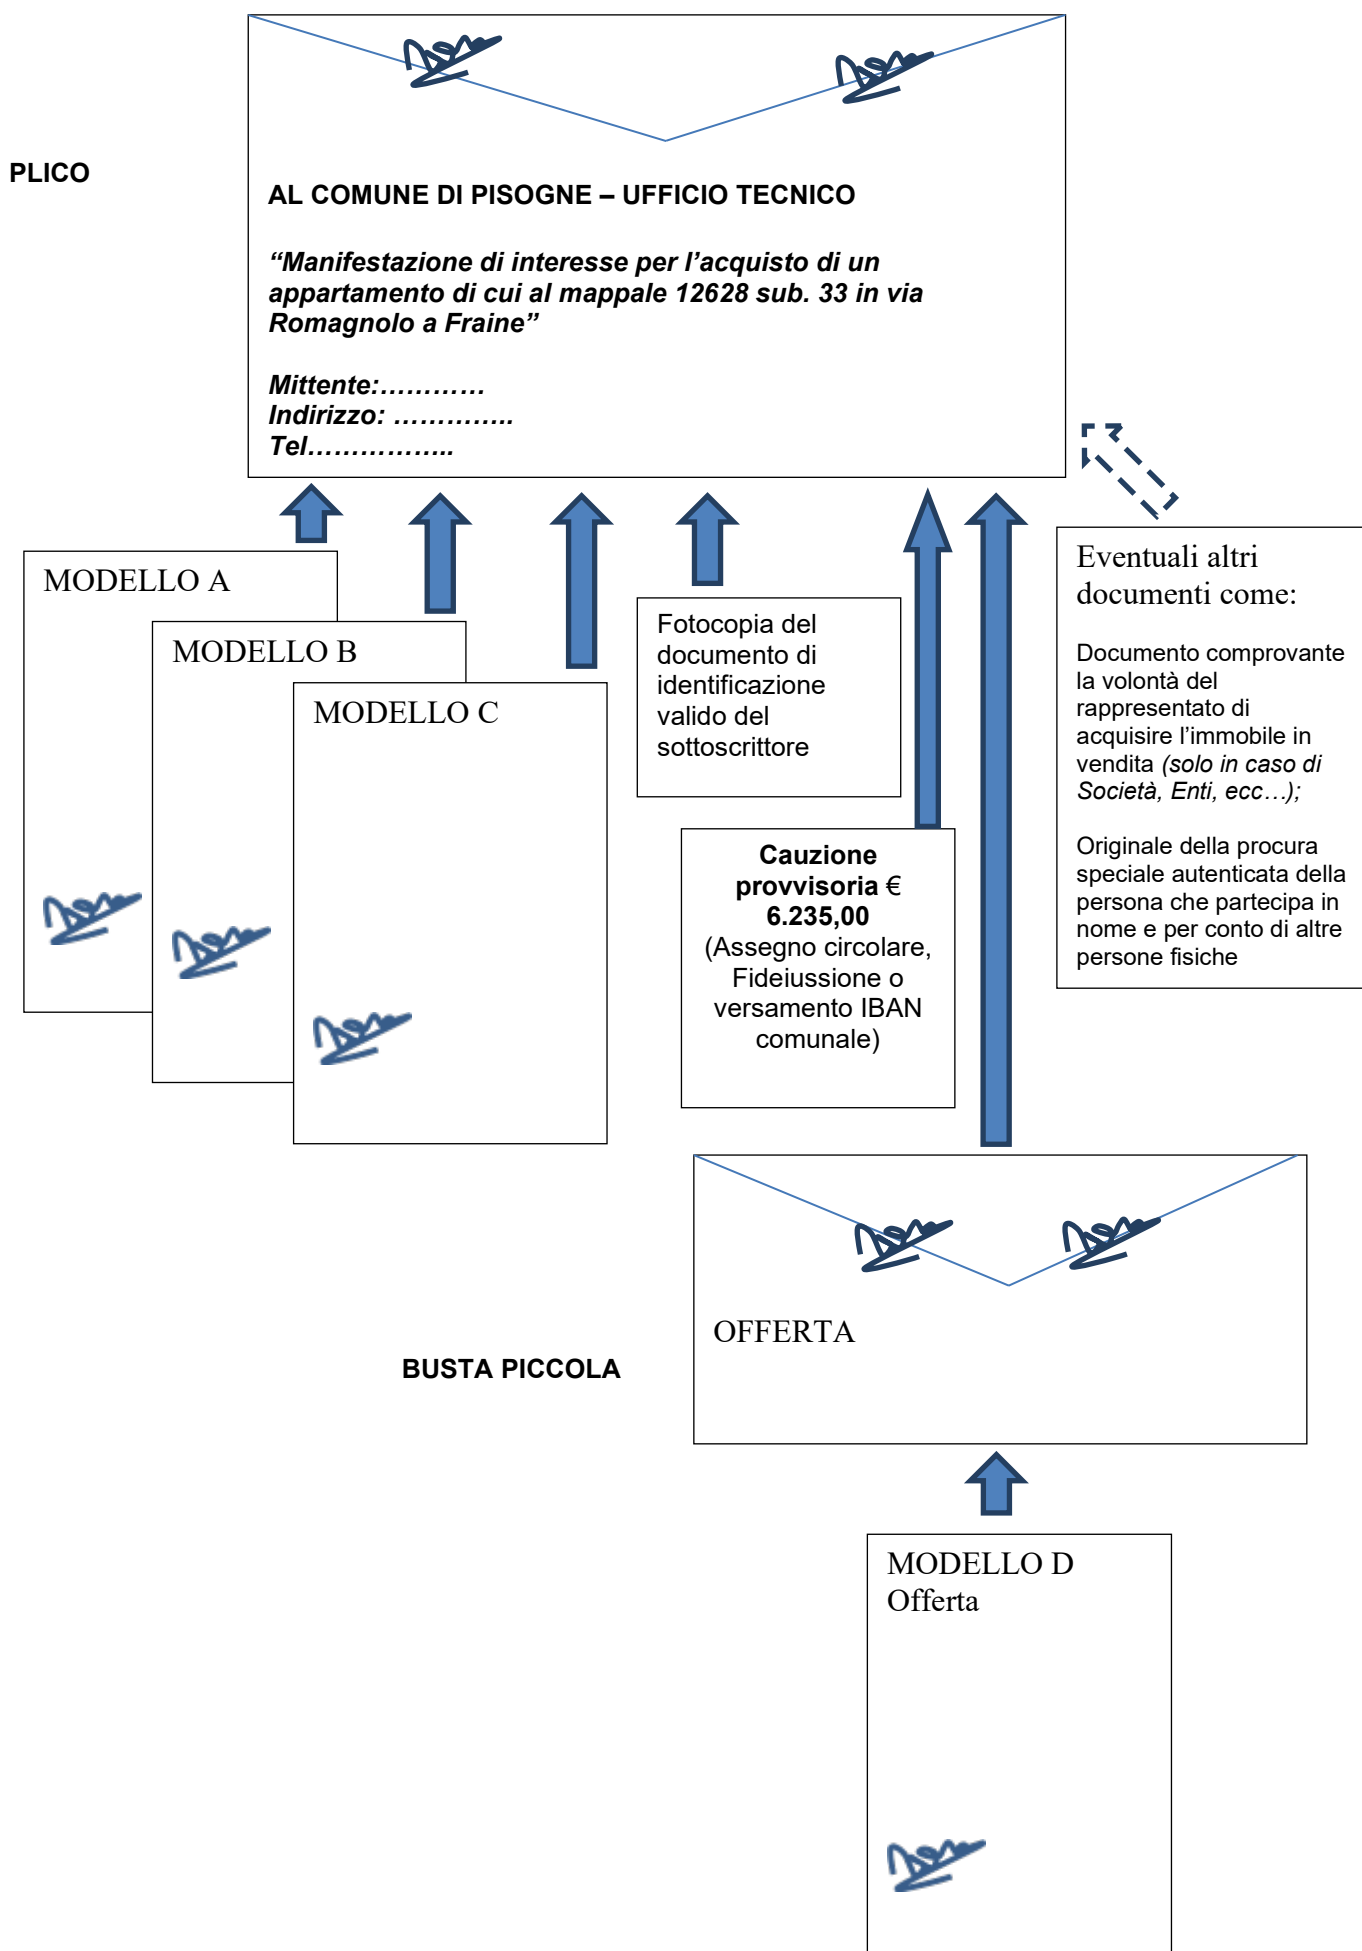 PLICO
AL COMUNE DI PISOGNE – UFFICIO TECNICO
“Manifestazione di interesse per l’acquisto di un
appartamento di cui al mappale 12628 sub. 33 in via
Romagnolo a Fraine”
Mittente:…………
Indirizzo: …………..
Tel……………..
MODELLO A
MODELLO B
MODELLO C
Fotocopia del
documento di
identificazione
valido del
sottoscrittore
Cauzione
provvisoria €
6.235,00
(Assegno circolare,
Fideiussione o
versamento IBAN
comunale)
Eventuali altri
documenti come:
Documento comprovante
la volontà del
rappresentato di
acquisire l’immobile in
vendita (solo in caso di
Società, Enti, ecc…);
Originale della procura
speciale autenticata della
persona che partecipa in
nome e per conto di altre
persone fisiche
OFFERTA
BUSTA PICCOLA
MODELLO D
Offerta